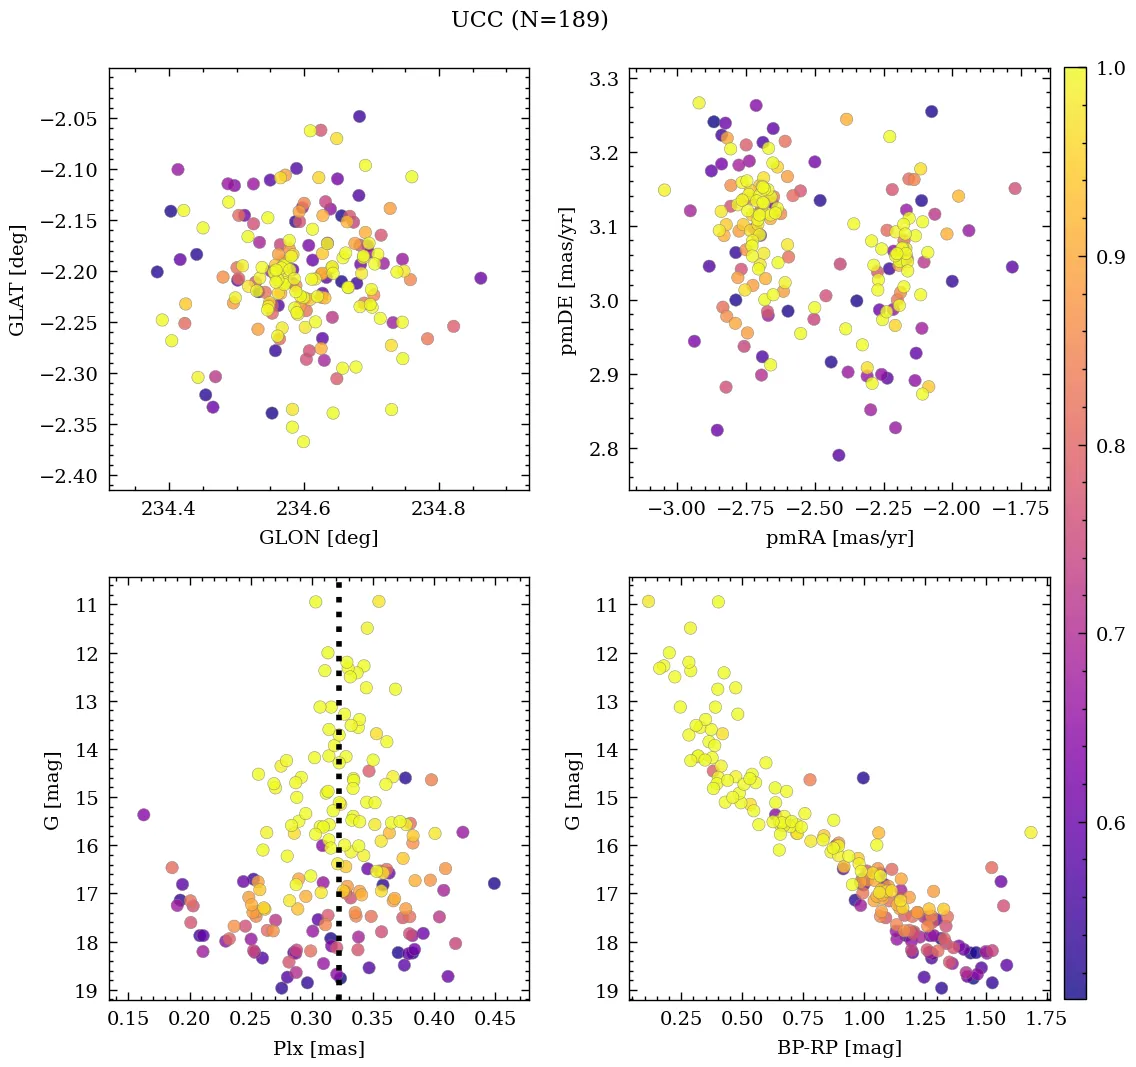 UCC (N=189)
−2.05
−2.10
−2.15
−2.20
−2.25
−2.30
−2.35
−2.40
GLAT [deg]
234.4 234.6 234.8
GLON [deg]
3.3
3.2
3.1
3.0
2.9
2.8
pmDE [mas/yr]
−3.00 −2.75 −2.50 −2.25 −2.00 −1.75
pmRA [mas/yr]
1.0
0.9
0.8
0.7
0.6
11
12
13
14
15
16
17
18
19
G [mag]
0.15 0.20 0.25 0.30 0.35 0.40 0.45
Plx [mas]
11
12
13
14
15
16
17
18
19
G [mag]
0.25 0.50 0.75 1.00 1.25 1.50 1.75
BP-RP [mag]